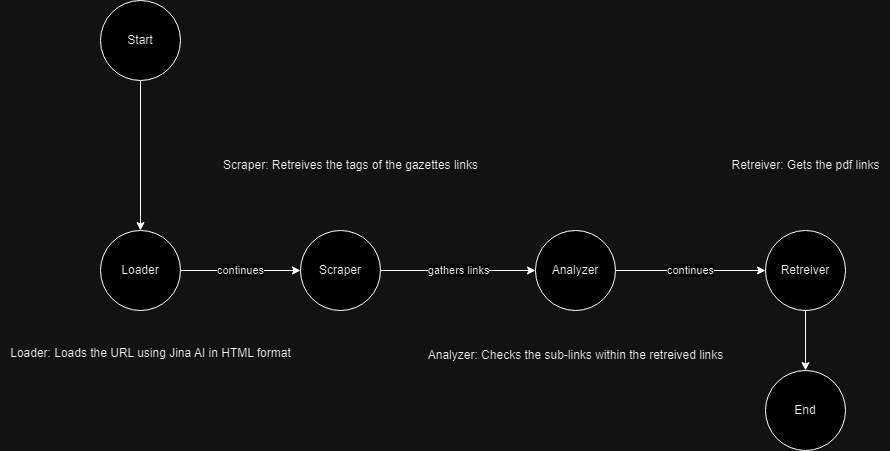 Start
Scraper: Retreives the tags of the gazettes links
Retreiver: Gets the pdf links
Loader
continues
Scraper
gathers links
Analyzer
continues
Retreiver
Loader: Loads the URL using Jina AI in HTML format
Analyzer: Checks the sub-links within the retreived links
End